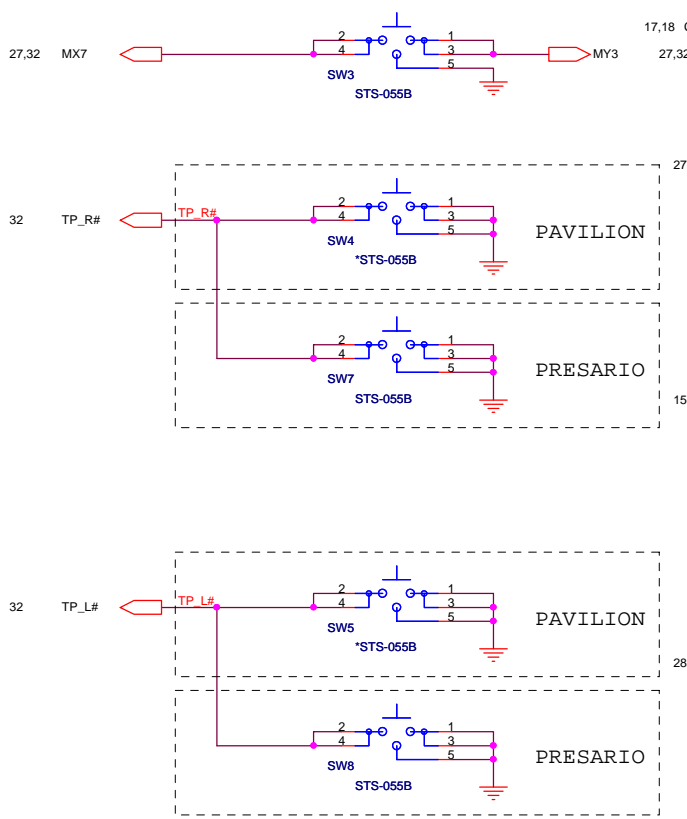 17,18
2 1
27,32 MX7 4 3 MY3 27,32
5
SW3
STS-055B
27
2 1
32 TP_R# TP_R# 4 3
5 PAVILION
SW4
*STS-055B
2 1
4 3
5 PRESARIO
SW7
STS-055B
15
2 1
32 TP_L# TP_L# 4 3
5 PAVILION
SW5
*STS-055B
28
2 1
4 3
5 PRESARIO
SW8
STS-055B